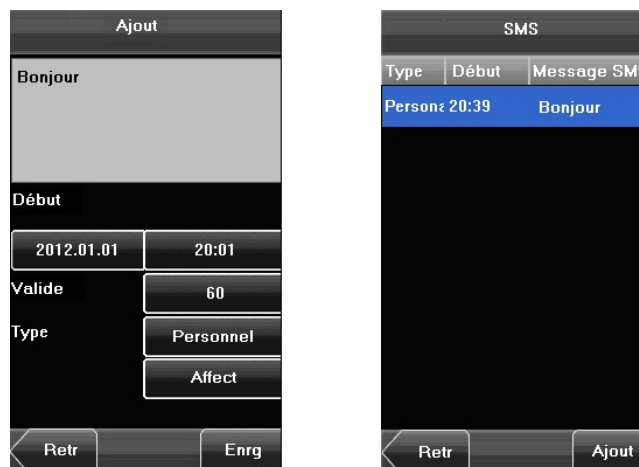 Ajout
Bonjour
Début
2012.01.01 20:01
Valide 60
Type Personnel
Affect
Retr Enrg
SMS
Type Début Message SM
Persona 20:39 Bonjour
Retr Ajout